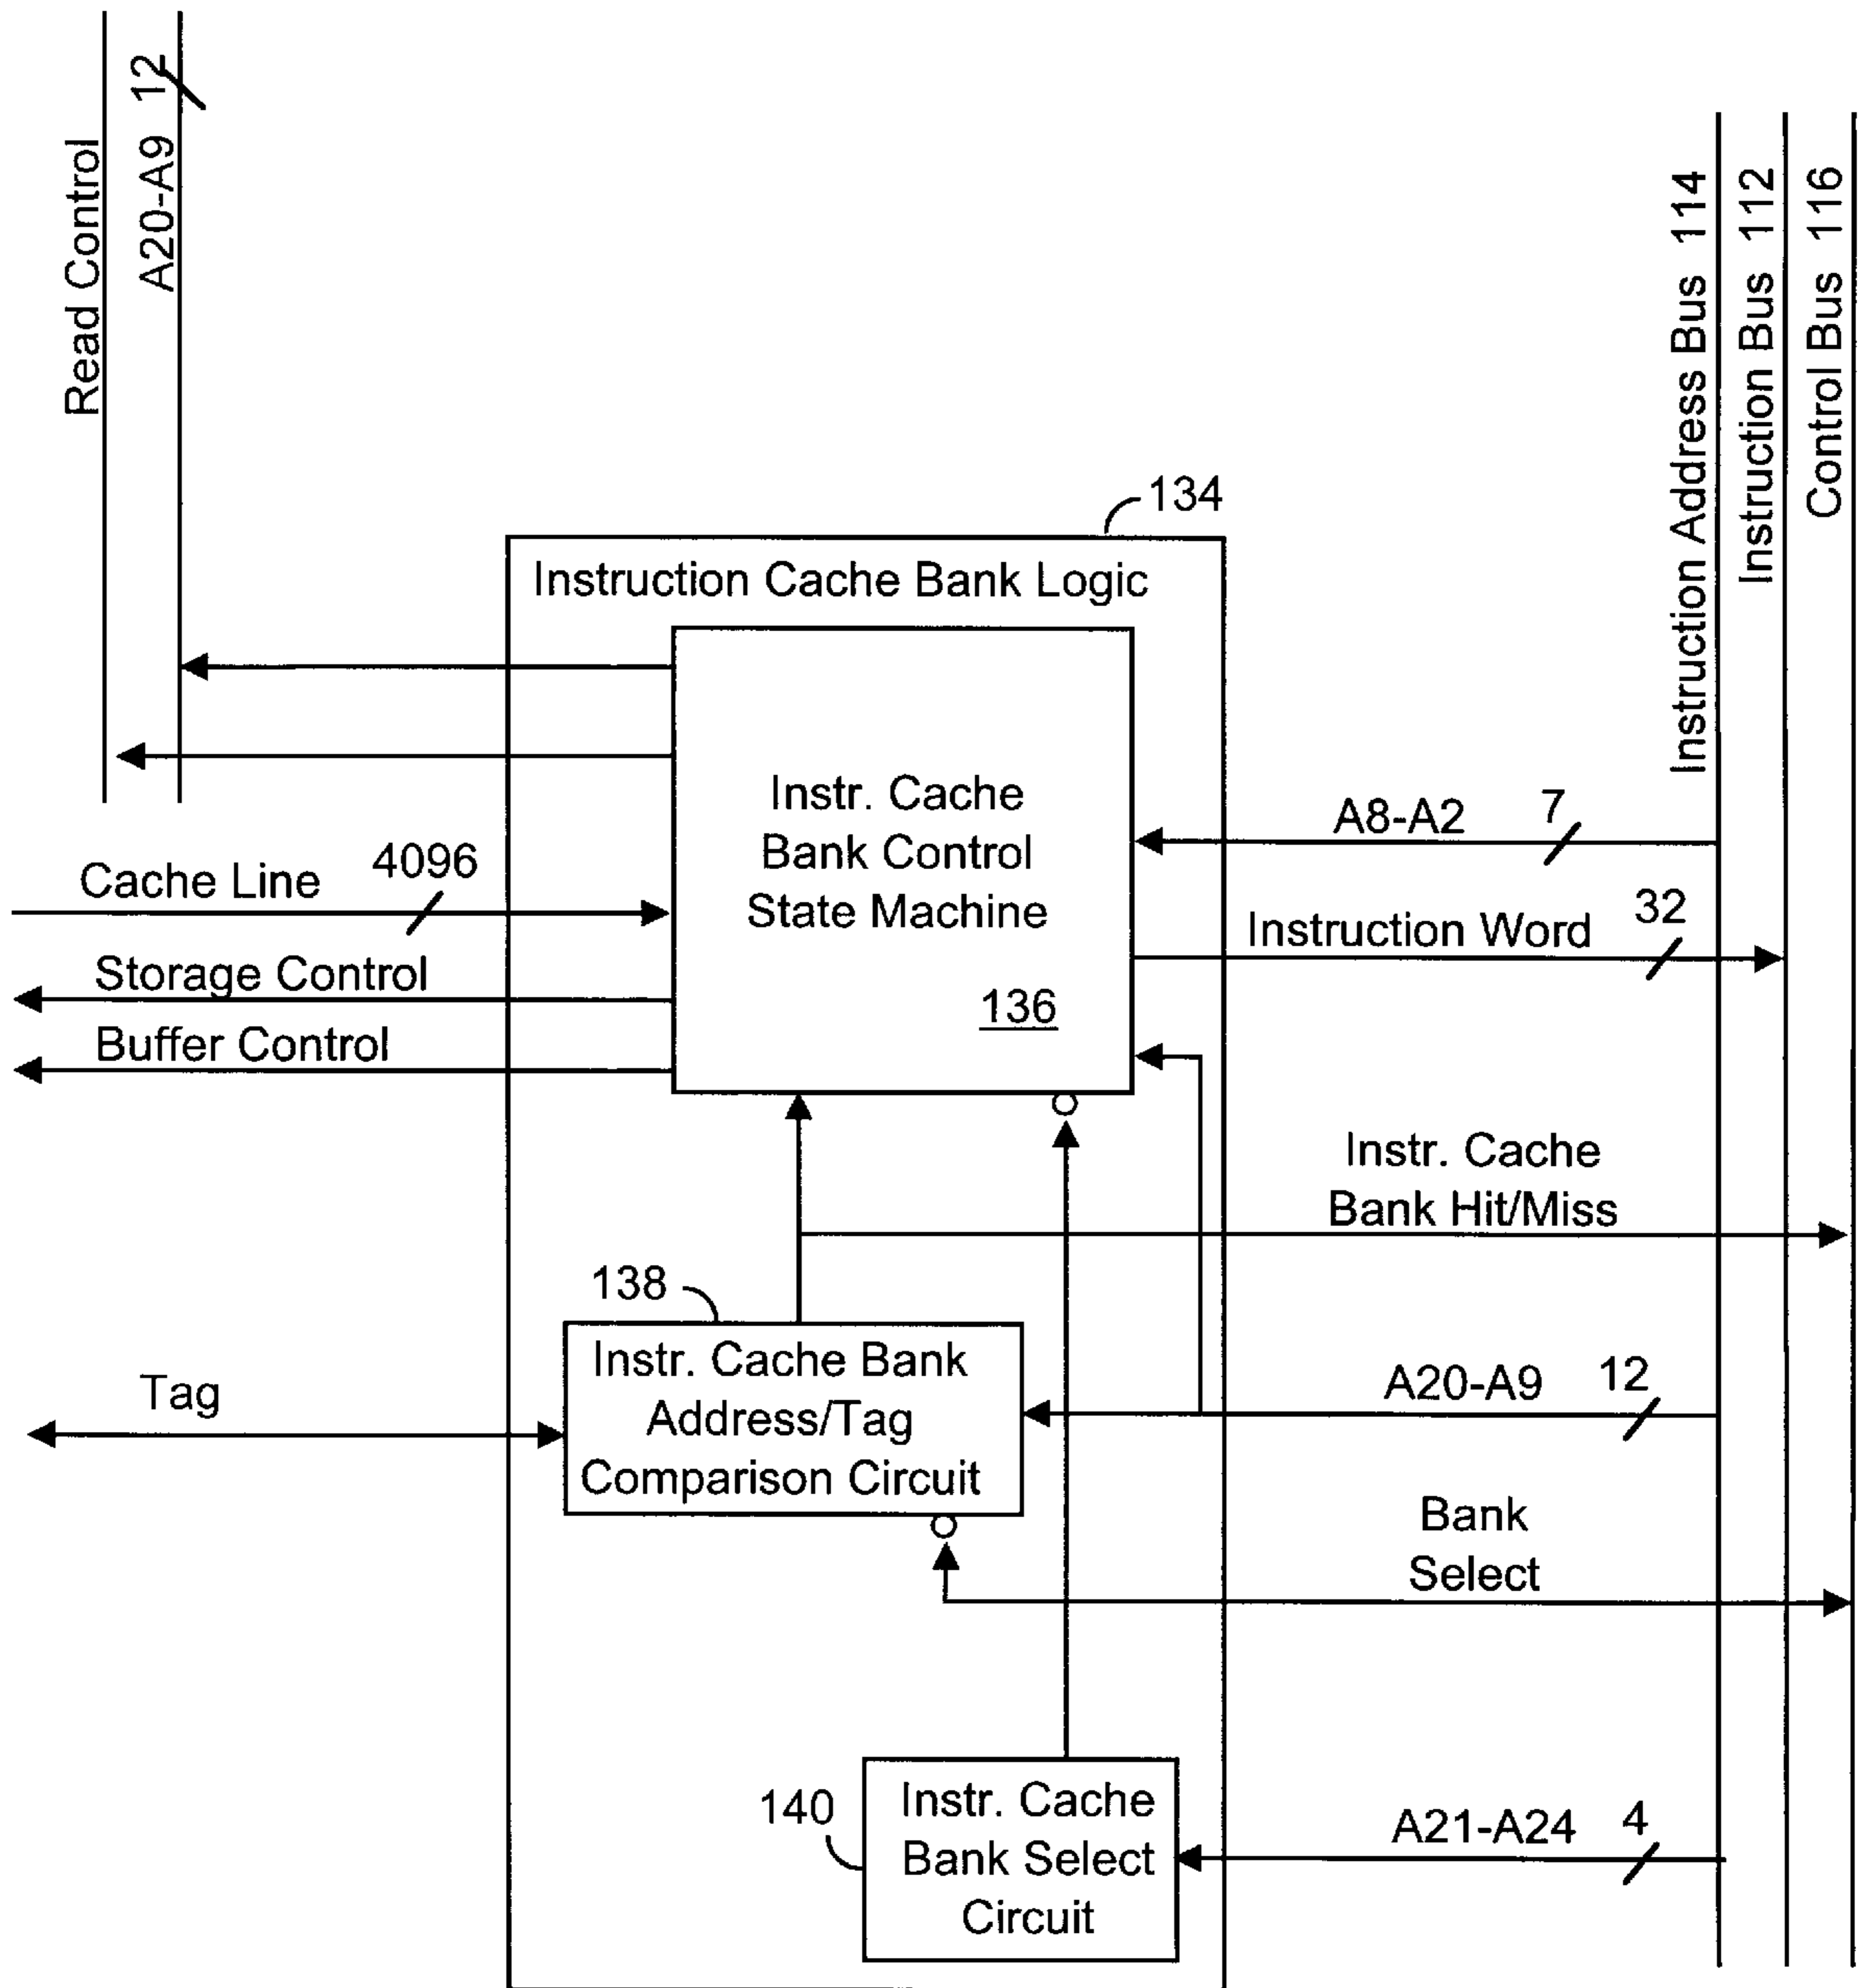 Read Control
A20-A9 12
Instruction Address Bus 114
Instruction Bus 112
Control Bus 116
134
Instruction Cache Bank Logic
Instr. Cache
Bank Control
State Machine
136
A8-A2 7
Cache Line 4096
Instruction Word 32
Storage Control
Buffer Control
Instr. Cache
Bank Hit/Miss
138
Instr. Cache Bank
Address/Tag
Comparison Circuit
Tag
A20-A9 12
Bank
Select
140
Instr. Cache
Bank Select
Circuit
A21-A24 4